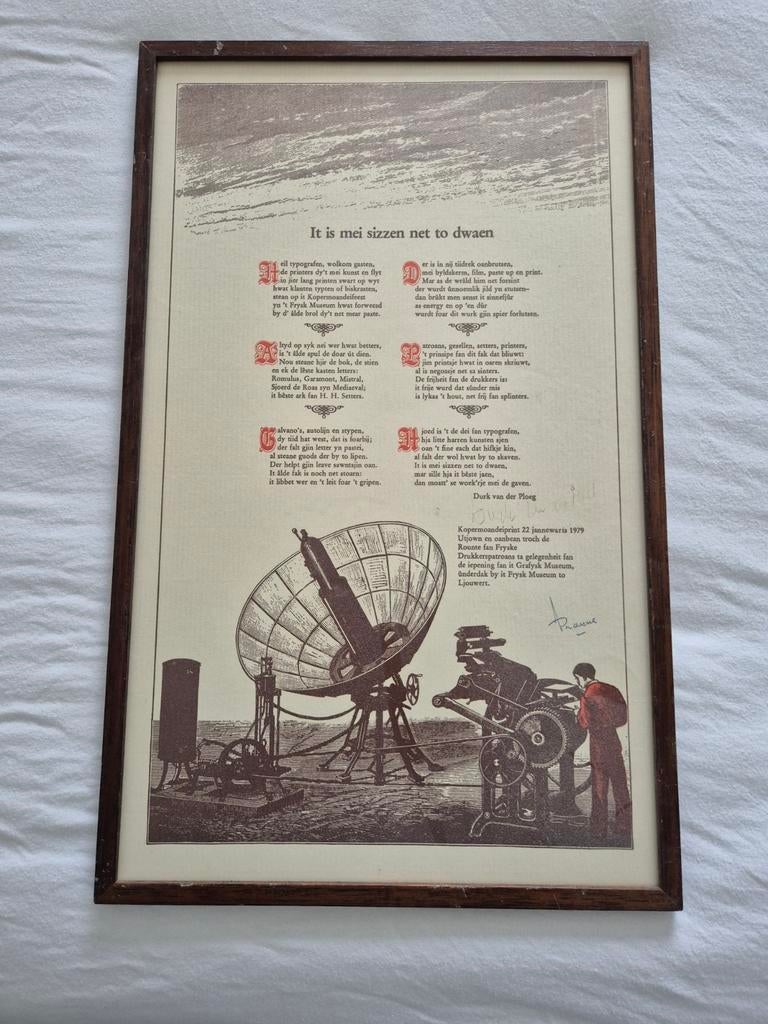 It is mei sizzen net to dwaen
Heil typografen, wolkom gasten,
de printers dy't mei kunst en flyt
in jier lang printen swart op wyt
hwat klanten typten of biskrasten,
stean op it Kopermoandeifeest
yn 't Frysk Museum hwat forweesd
by d' âlde brol dy't net mear paste.
Altyd op syk nei wer hwat betters,
is 't âlde spul de doar út dien.
Nou steane hjir de bok, de stien
en ek de lêste kasten letters:
Romulus, Garamont, Mistral,
Sjoerd de Roas syn Mediaeval;
it bêste ark fan H. H. Setters.
Galvano's, autolijn en stypen,
dy tiid hat west, dat is foarbij;
der falt gjin letter yn pastei,
al steane guods der by to lipen.
Der helpt gjin leave sawntsjin oan.
It âlde fak is noch net stoarn:
it libbet wer en 't leit foar 't gripen.
Der is in nij tiidrek oanbrutsen,
mei byldskerm, film, paste up en print.
Mar as de wrâld him net forsint
der wurdt ûnnoemlik jild yn stutsen—
dan brûkt men aenst it sinnefjûr
as energy en op 'en dûr
wurdt foar dit wurk gjin spier forlutsen.
Patroans, gesellen, setters, printers,—
't prinsipe fan dit fak dat bliuwt:
jim printsje hwat in oaren skriuwt,
al is negoasje net sa sinters.
De frijheit fan de drukkers is:
it frije wurd dat sûnder mis
is lykas 't hout, net frij fan splinters.
Hjoed is 't de dei fan typografen,
hja litte harren kunsten sjen
oan 't fine each dat hifkje kin,
al falt der wol hwat by to skaven.
It is mei sizzen net to dwaen,
mar sille hja it bêste jaen,
dan moatt' se woek'rje mei de gaven.
Durk van der Ploeg
Kopermoandeiprint 22 jannewaris 1979
Utjown en oanbean troch de
Rounte fan Fryske
Drukkerspatroans ta gelegenheit fan
de iepening fan it Grafysk Museum,
ûnderdak by it Frysk Museum to
Ljouwert.